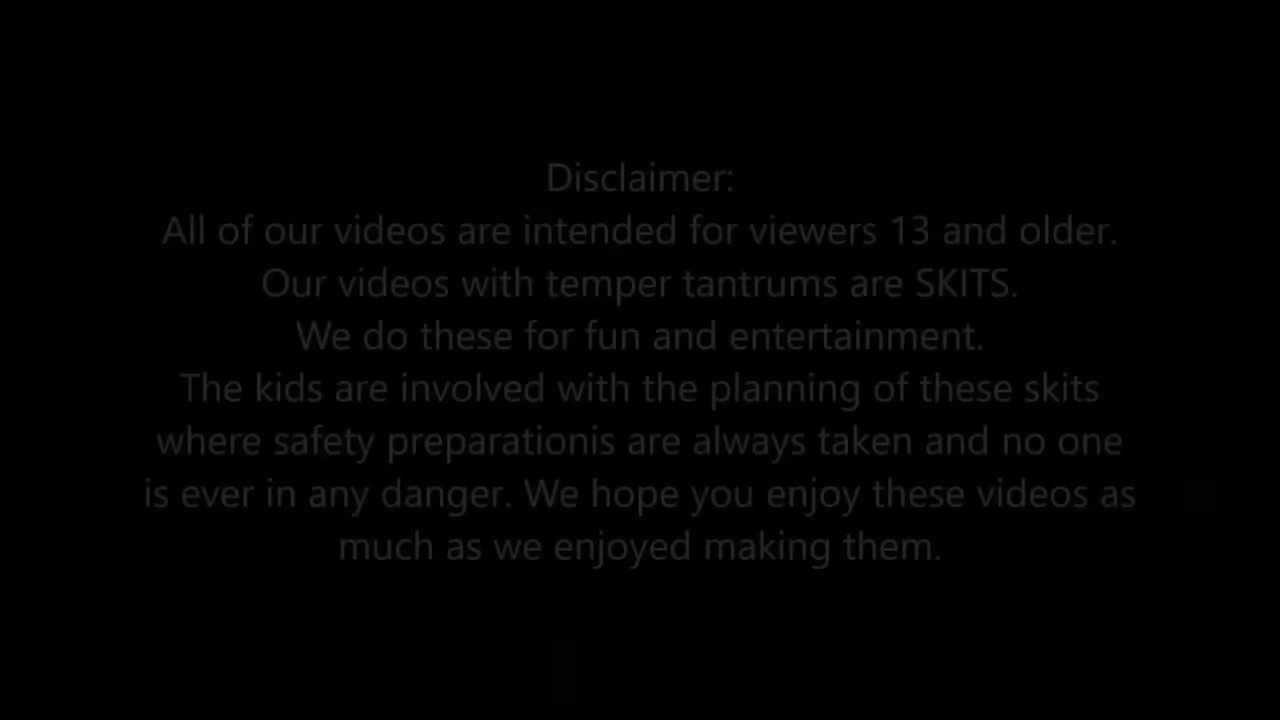 Disclaimer:
All of our videos are intended for viewers 13 and older.
Our videos with temper tantrums are SKITS.
We do these for fun and entertainment.
The kids are involved with the planning of these skits
where safety preparationis are always taken and no one
is ever in any danger. We hope you enjoy these videos as
much as we enjoyed making them.